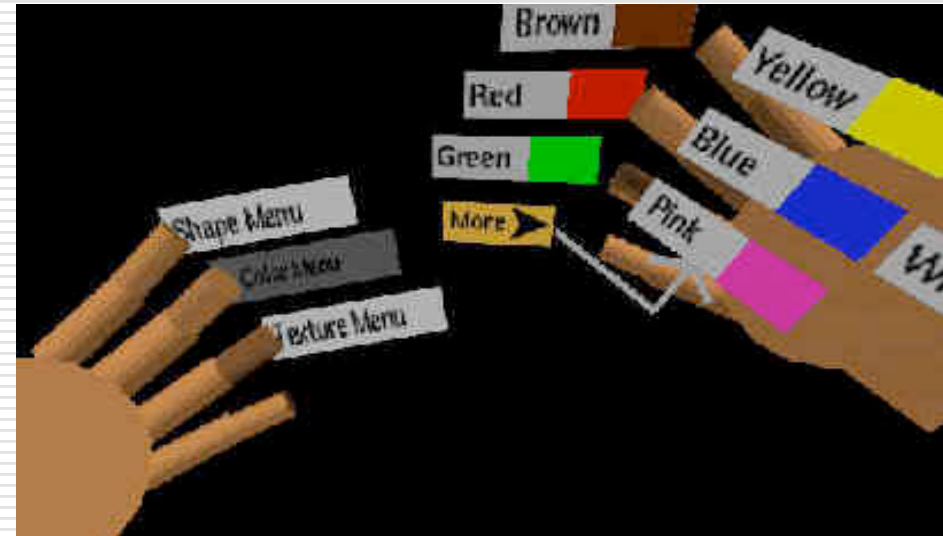 Brown
Red
Green
More
Yellow
Blue
Pink
Shape Menu
Color Menu
Texture Menu